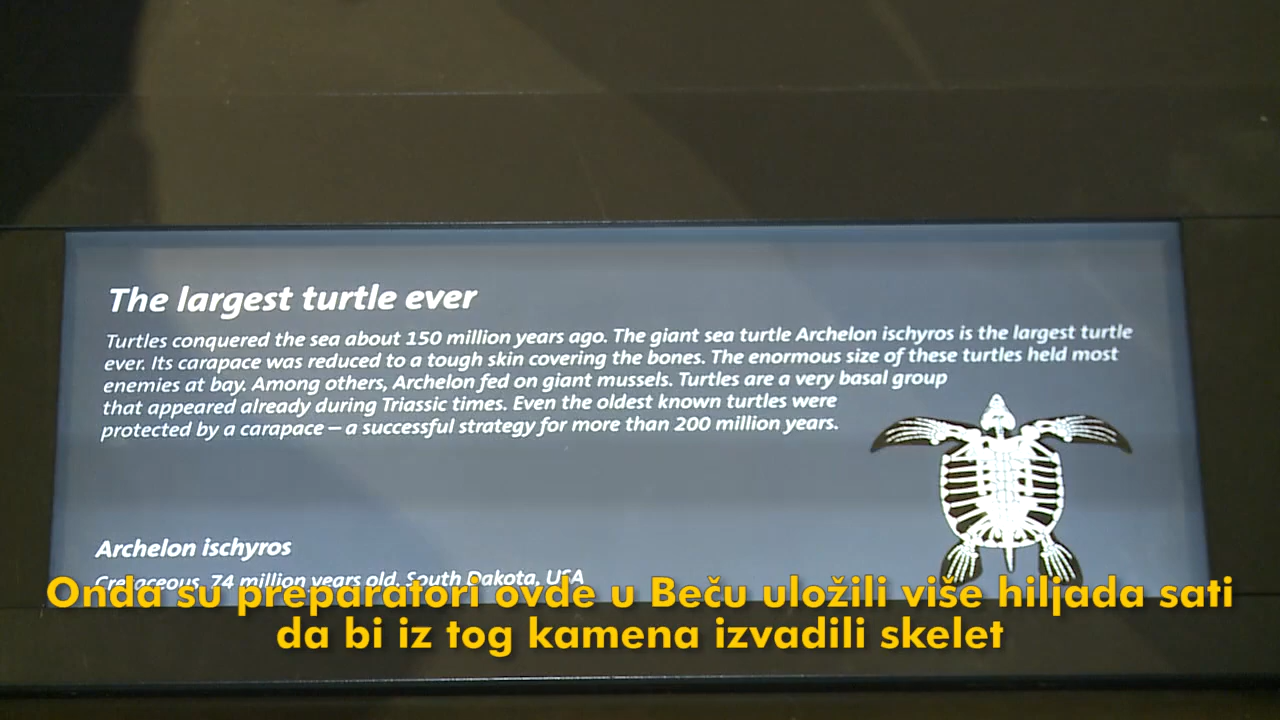 The largest turtle ever
Turtles conquered the sea about 150 million years ago. The giant sea turtle Archelon ischyros is the largest turtle
ever. Its carapace was reduced to a tough skin covering the bones. The enormous size of these turtles held most
enemies at bay. Among others, Archelon fed on giant mussels. Turtles are a very basal group
that appeared already during Triassic times. Even the oldest known turtles were
protected by a carapace – a successful strategy for more than 200 million years.
Archelon ischyros
Cretaceous, 74 million years old, South Dakota, USA
Onda su preparatori ovde u Beču uložili više hiljada sati
da bi iz tog kamena izvadili skelet